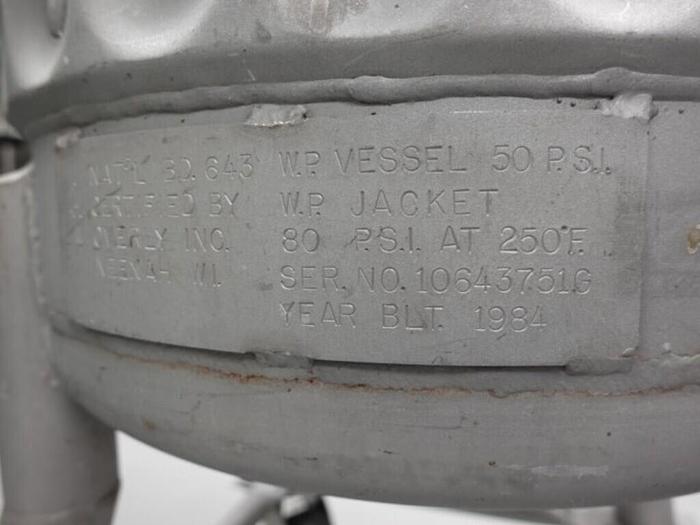 NAT'L B.D. 643
CERTIFIED BY
OVERLY INC.
NEENAH WI.
W.P. VESSEL 50 P.S.I.
W.P. JACKET
80 P.S.I. AT 250°F.
SER. NO. 10643751G
YEAR BLT. 1984